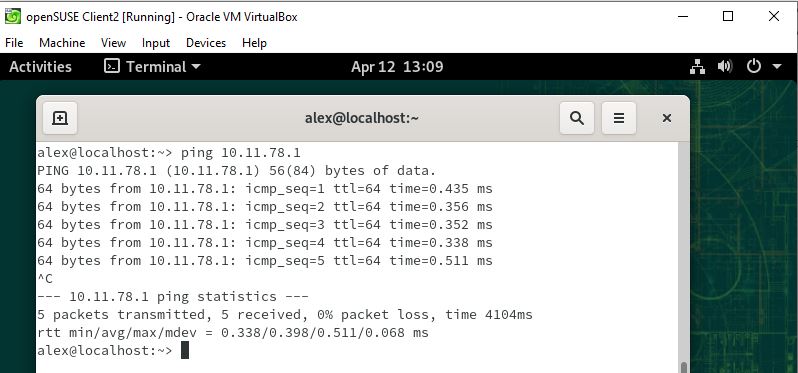 openSUSE Client2 [Running] - Oracle VM VirtualBox
File Machine View Input Devices Help
Activities Terminal Apr 12 13:09
alex@localhost:~
alex@localhost:~> ping 10.11.78.1
PING 10.11.78.1 (10.11.78.1) 56(84) bytes of data.
64 bytes from 10.11.78.1: icmp_seq=1 ttl=64 time=0.435 ms
64 bytes from 10.11.78.1: icmp_seq=2 ttl=64 time=0.356 ms
64 bytes from 10.11.78.1: icmp_seq=3 ttl=64 time=0.352 ms
64 bytes from 10.11.78.1: icmp_seq=4 ttl=64 time=0.338 ms
64 bytes from 10.11.78.1: icmp_seq=5 ttl=64 time=0.511 ms
^C
--- 10.11.78.1 ping statistics ---
5 packets transmitted, 5 received, 0% packet loss, time 4104ms
rtt min/avg/max/mdev = 0.338/0.398/0.511/0.068 ms
alex@localhost:~>